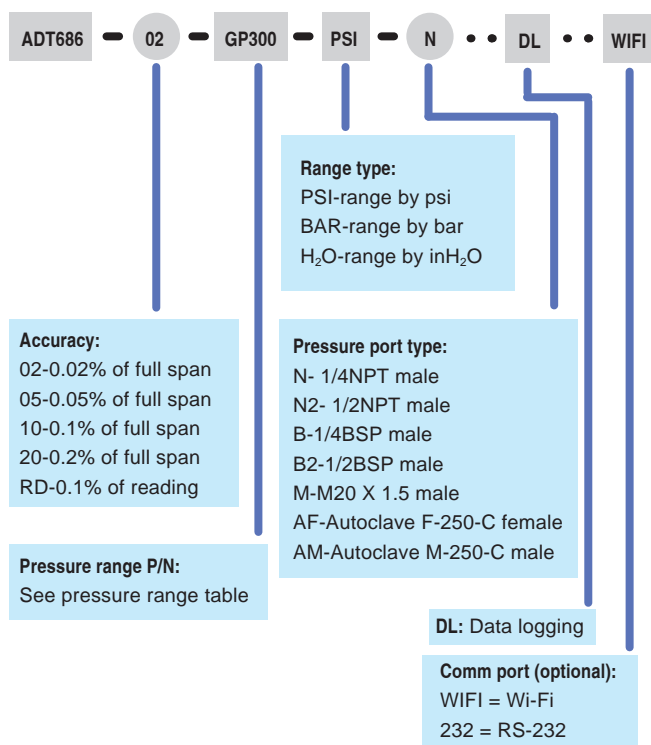 ADT686 – 02 – GP300 – PSI – N •• DL •• WIFI
Range type:
PSI-range by psi
BAR-range by bar
H₂O-range by inH₂O
Accuracy:
02-0.02% of full span
05-0.05% of full span
10-0.1% of full span
20-0.2% of full span
RD-0.1% of reading
Pressure port type:
N- 1/4NPT male
N2- 1/2NPT male
B-1/4BSP male
B2-1/2BSP male
M-M20 X 1.5 male
AF-Autoclave F-250-C female
AM-Autoclave M-250-C male
Pressure range P/N:
See pressure range table
DL: Data logging
Comm port (optional):
WIFI = Wi-Fi
232 = RS-232